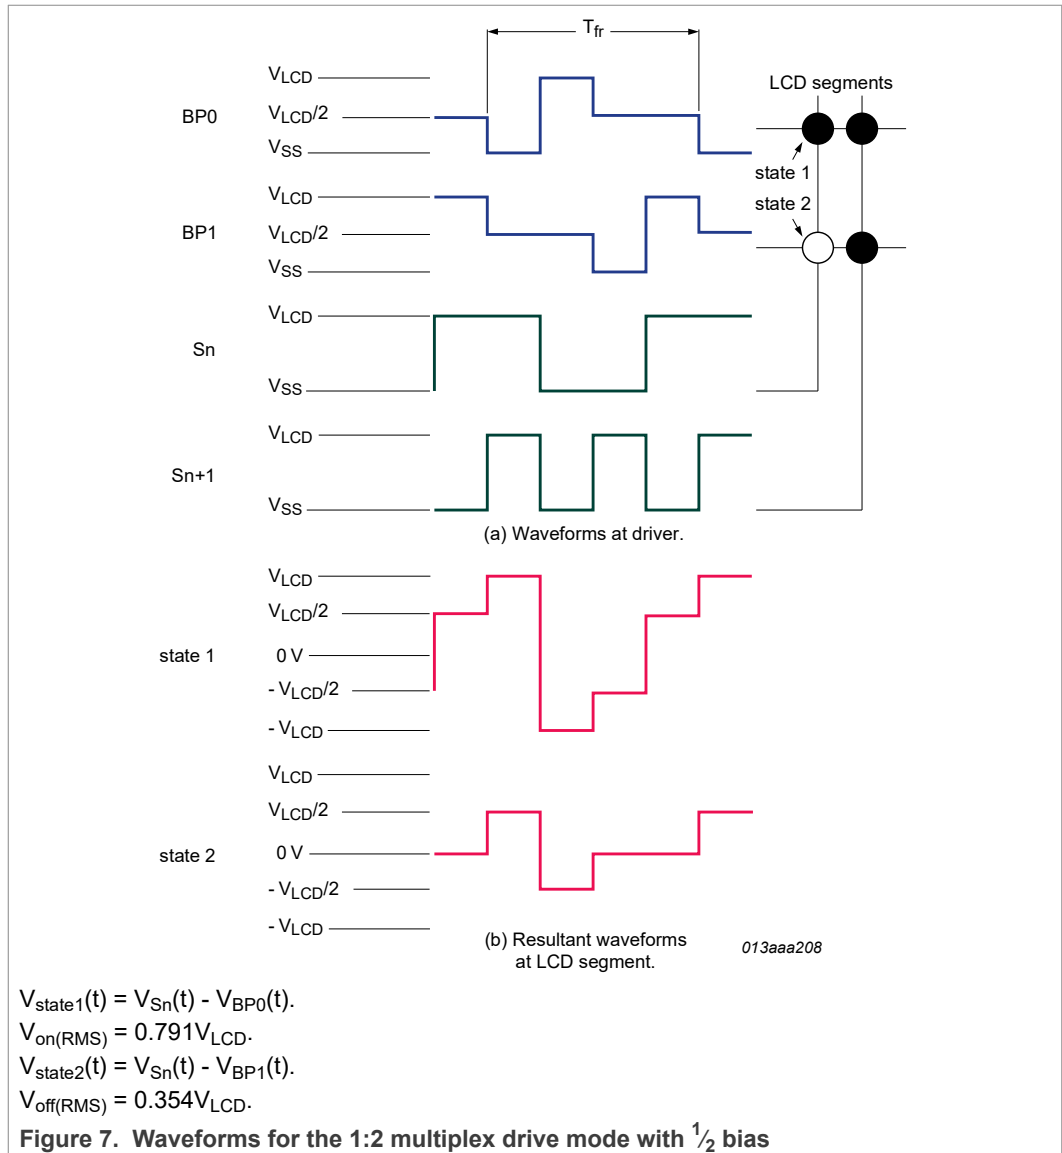 Tfr
VLCD
BP0
VLCD/2
VSS
LCD segments
state 1
VLCD
state 2
BP1
VLCD/2
VSS
VLCD
Sn
VSS
VLCD
Sn+1
VSS
(a) Waveforms at driver.
VLCD
VLCD/2
state 1
0 V
- VLCD/2
- VLCD
VLCD
VLCD/2
state 2
0 V
- VLCD/2
- VLCD
(b) Resultant waveforms
at LCD segment.
013aaa208
Vstate1(t) = VSn(t) - VBP0(t).
Von(RMS) = 0.791VLCD.
Vstate2(t) = VSn(t) - VBP1(t).
Voff(RMS) = 0.354VLCD.
Figure 7. Waveforms for the 1:2 multiplex drive mode with 1⁄2 bias